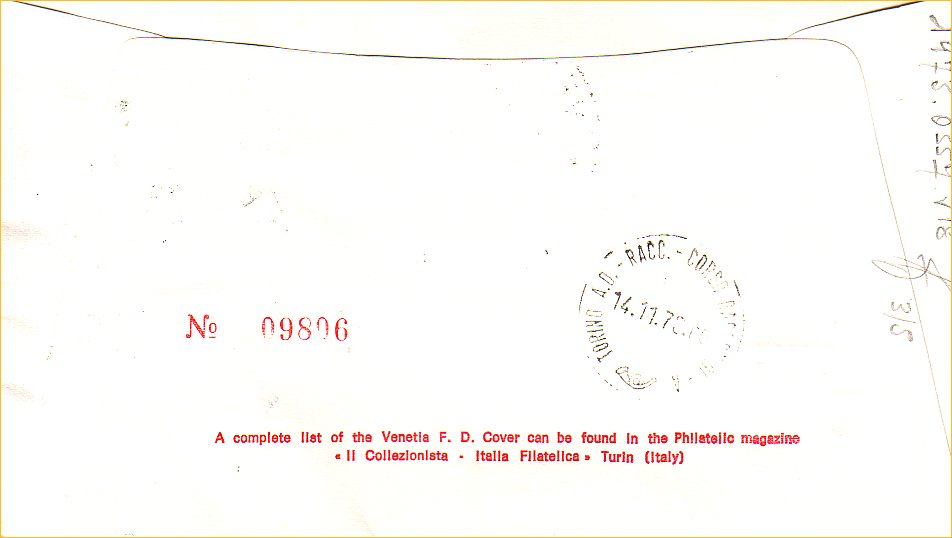 TORINO A.D. - RACC. - CORSO
14.11.7
№ 09806
A complete list of the Venetia F. D. Cover can be found in the Philatelic magazine
« Il Collezionista - Italia Filatelica » Turin (Italy)
3/5